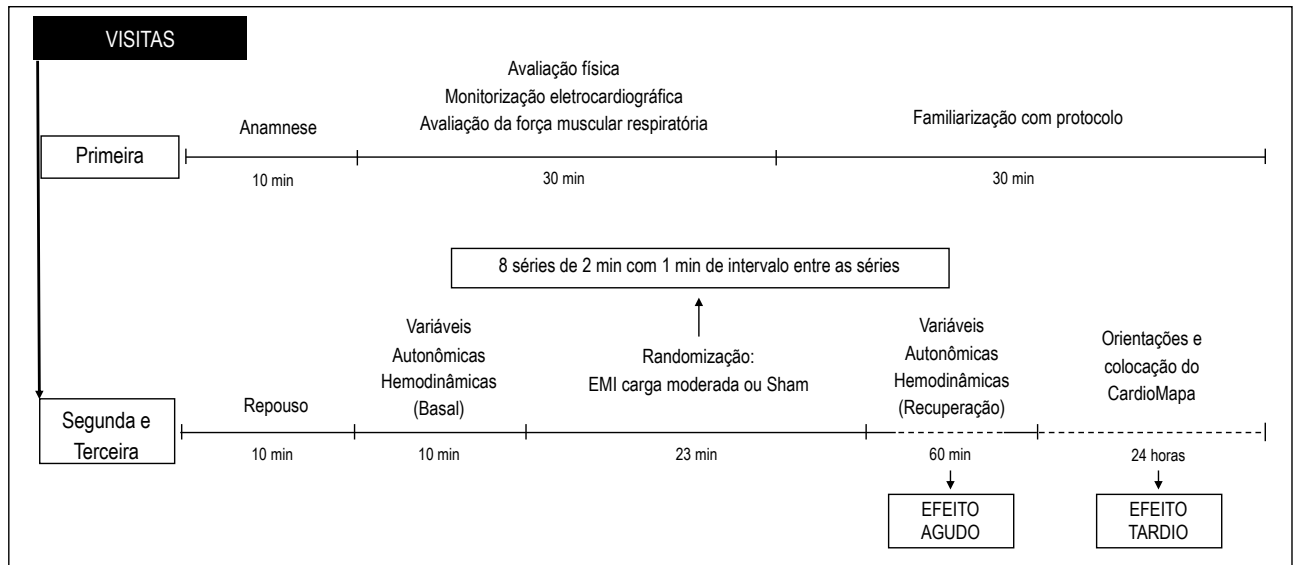 VISITAS
Avaliação física
Monitorização eletrocardiográfica
Avaliação da força muscular respiratória
Anamnese
Familiarização com protocolo
Primeira
10 min
30 min
30 min
8 séries de 2 min com 1 min de intervalo entre as séries
Variáveis
Autonômicas
Hemodinâmicas
(Basal)
Randomização:
EMI carga moderada ou Sham
Variáveis
Autonômicas
Hemodinâmicas
(Recuperação)
Orientações e
colocação do
CardioMapa
Repouso
Segunda e
Terceira
10 min
10 min
23 min
60 min
24 horas
EFEITO
AGUDO
EFEITO
TARDIO